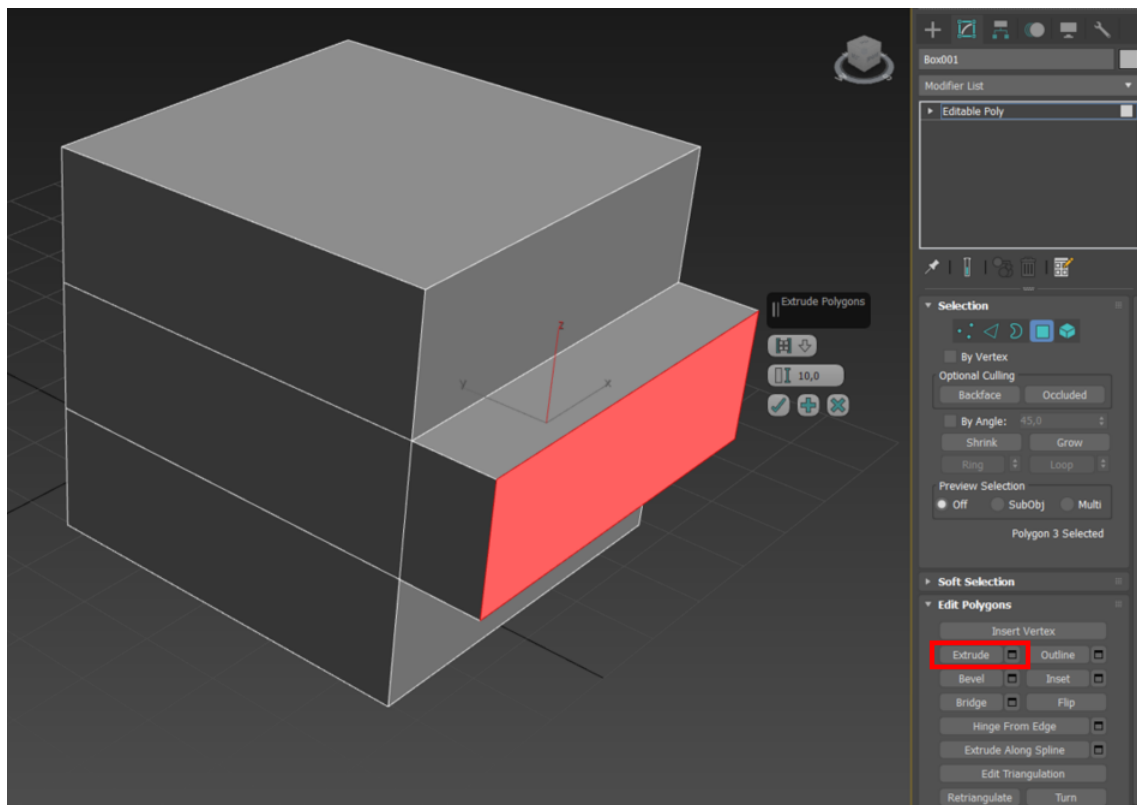 Box001
Modifier List
Editable Poly
Extrude Polygons
z
y
x
10,0
Selection
By Vertex
Optional Culling
Backface Occluded
By Angle: 45,0
Shrink Grow
Ring Loop
Preview Selection
Off SubObj Multi
Polygon 3 Selected
Soft Selection
Edit Polygons
Insert Vertex
Extrude Outline
Bevel Inset
Bridge Flip
Hinge From Edge
Extrude Along Spline
Edit Triangulation
Retriangulate Turn